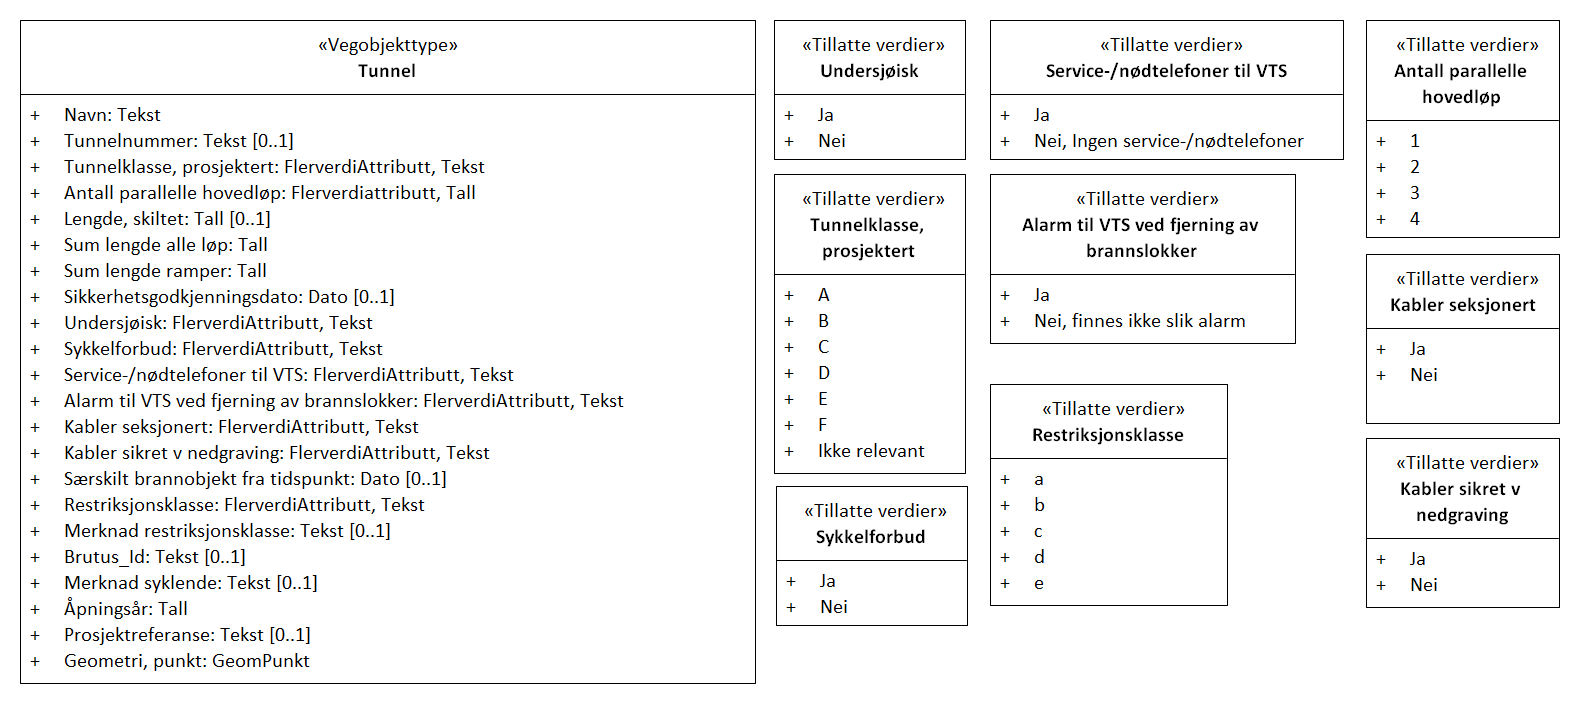 «Vegobjekttype»
Tunnel
+ Navn: Tekst
+ Tunnelnummer: Tekst [0..1]
+ Tunnelklasse, prosjektert: FlerverdiAttributt, Tekst
+ Antall parallelle hovedløp: Flerverdiattributt, Tall
+ Lengde, skiltet: Tall [0..1]
+ Sum lengde alle løp: Tall
+ Sum lengde ramper: Tall
+ Sikkerhetsgodkjenningsdato: Dato [0..1]
+ Undersjøisk: FlerverdiAttributt, Tekst
+ Sykkelforbud: FlerverdiAttributt, Tekst
+ Service-/nødtelefoner til VTS: FlerverdiAttributt, Tekst
+ Alarm til VTS ved fjerning av brannslokker: FlerverdiAttributt, Tekst
+ Kabler seksjonert: FlerverdiAttributt, Tekst
+ Kabler sikret v nedgraving: FlerverdiAttributt, Tekst
+ Særskilt brannobjekt fra tidspunkt: Dato [0..1]
+ Restriksjonsklasse: FlerverdiAttributt, Tekst
+ Merknad restriksjonsklasse: Tekst [0..1]
+ Brutus_Id: Tekst [0..1]
+ Merknad syklende: Tekst [0..1]
+ Åpningsår: Tall
+ Prosjektreferanse: Tekst [0..1]
+ Geometri, punkt: GeomPunkt
«Tillatte verdier»
Undersjøisk
+ Ja
+ Nei
«Tillatte verdier»
Tunnelklasse,
prosjektert
+ A
+ B
+ C
+ D
+ E
+ F
+ Ikke relevant
«Tillatte verdier»
Sykkelforbud
+ Ja
+ Nei
«Tillatte verdier»
Service-/nødtelefoner til VTS
+ Ja
+ Nei, Ingen service-/nødtelefoner
«Tillatte verdier»
Alarm til VTS ved fjerning av
brannslokker
+ Ja
+ Nei, finnes ikke slik alarm
«Tillatte verdier»
Restriksjonsklasse
+ a
+ b
+ c
+ d
+ e
«Tillatte verdier»
Antall parallelle
hovedløp
+ 1
+ 2
+ 3
+ 4
«Tillatte verdier»
Kabler seksjonert
+ Ja
+ Nei
«Tillatte verdier»
Kabler sikret v
nedgraving
+ Ja
+ Nei